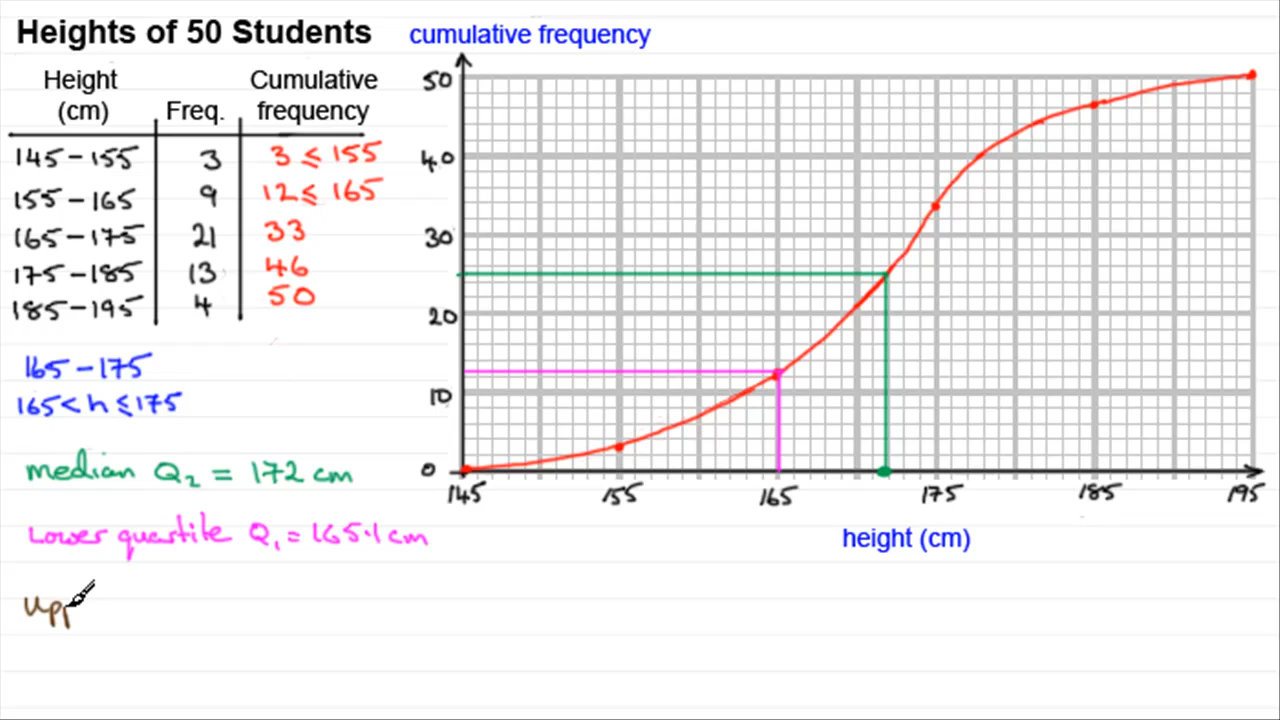 Heights of 50 Students
cumulative frequency
Height (cm) Freq. Cumulative frequency
145-155 3 3 ≤ 155
155-165 9 12 ≤ 165
165-175 21 33
175-185 13 46
185-195 4 50
165-175
165 < h ≤ 175
median Q₂ = 172 cm
Lower quartile Q₁ = 165.1 cm
Upp
50
40
30
20
10
0
145 155 165 175 185 195
height (cm)